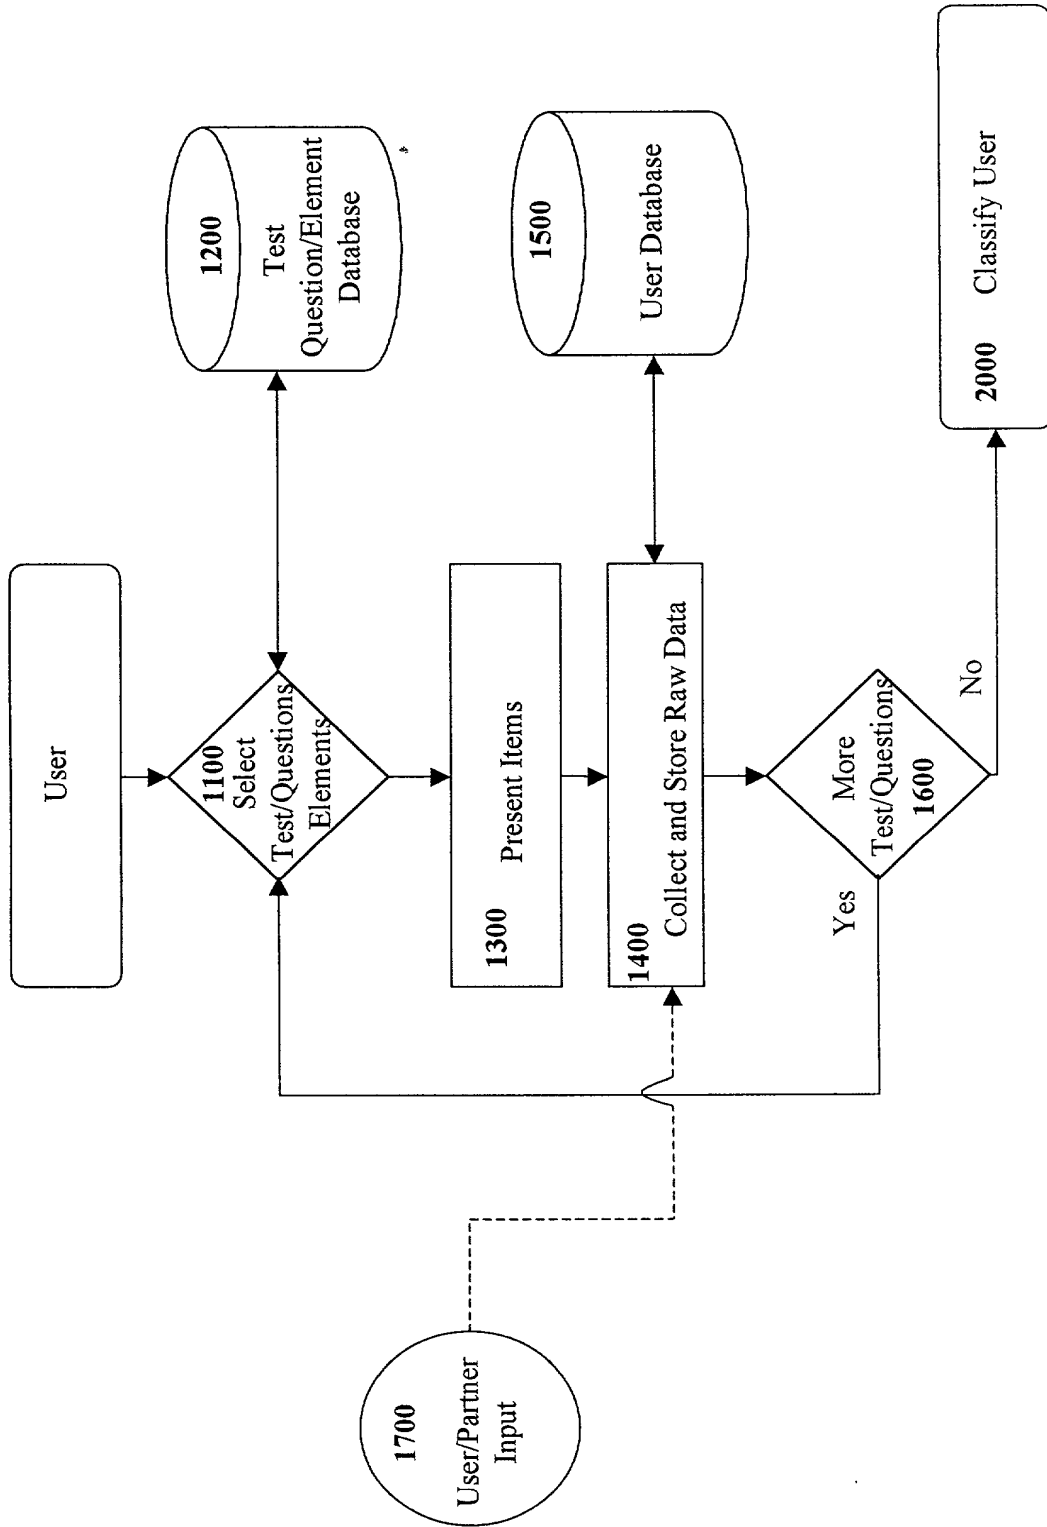 User
1100
Select
Test/Questions
Elements
1200
Test
Question/Element
Database
1300
Present Items
1400
Collect and Store Raw Data
1500
User Database
More
Test/Questions
1600
Yes
No
2000 Classify User
1700
User/Partner
Input